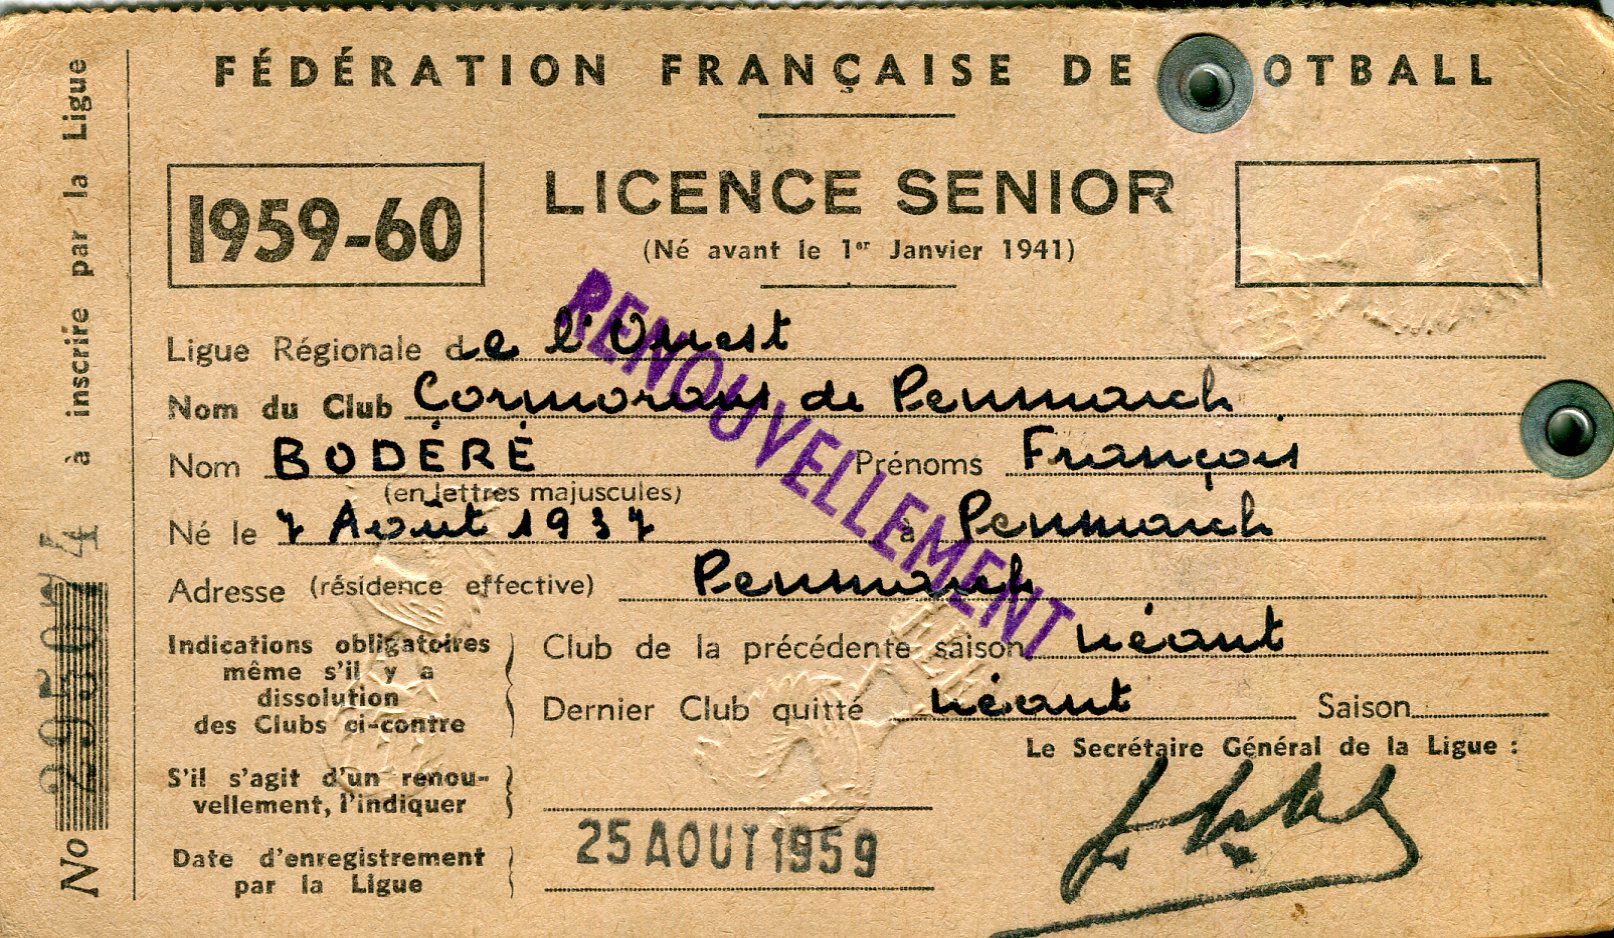 FÉDÉRATION FRANÇAISE DE OTBALL
1959-60
LICENCE SENIOR
(Né avant le 1er Janvier 1941)
RENOUVELLEMENT
Ligue Régionale de l'Ouest
Nom du Club Cormorans de Penmarch
Nom BODÉRÉ Prénoms François
(en lettres majuscules)
Né le 7 Août 1937 à Penmarch
Adresse (résidence effective) Penmarch
Indications obligatoires
même s'il y a
dissolution
des Clubs ci-contre
Club de la précédente saison néant
Dernier Club quitté néant Saison
Le Secrétaire Général de la Ligue :
S'il s'agit d'un renou-
vellement, l'indiquer
Date d'enregistrement
par la Ligue
25 AOUT 1959
No
à inscrire par la Ligue